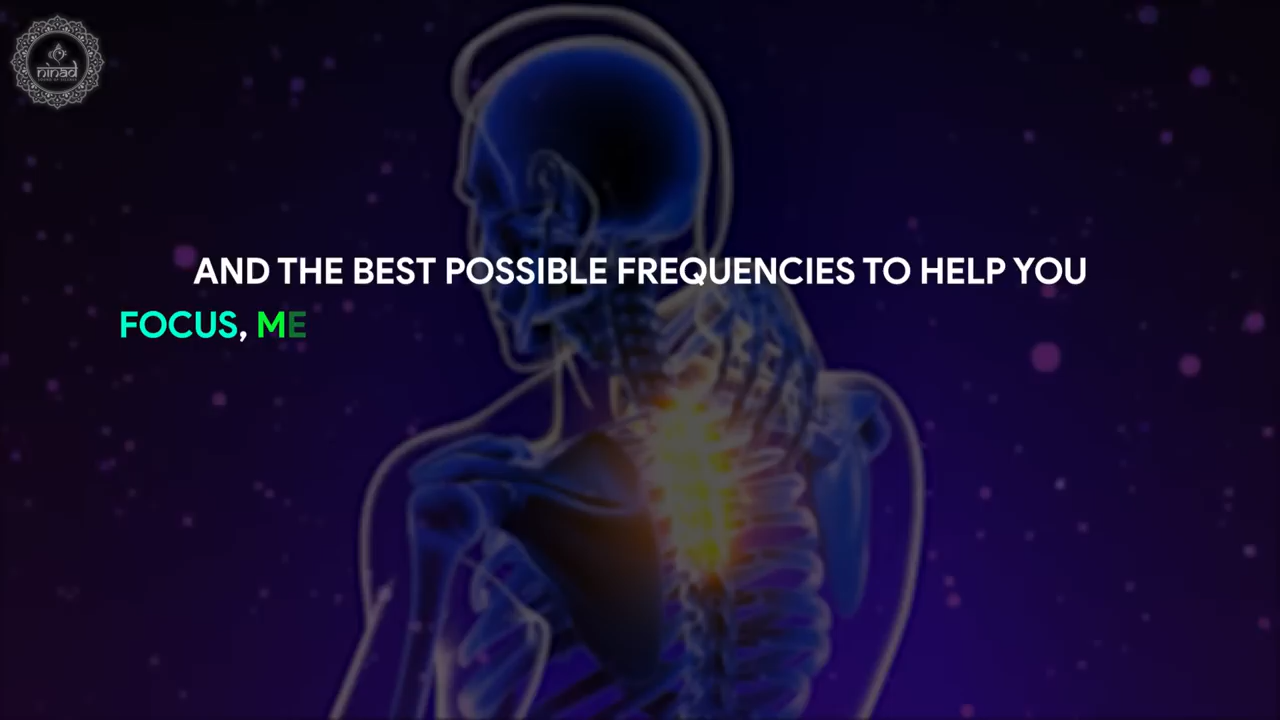 ninad
AND THE BEST POSSIBLE FREQUENCIES TO HELP YOU
FOCUS, ME